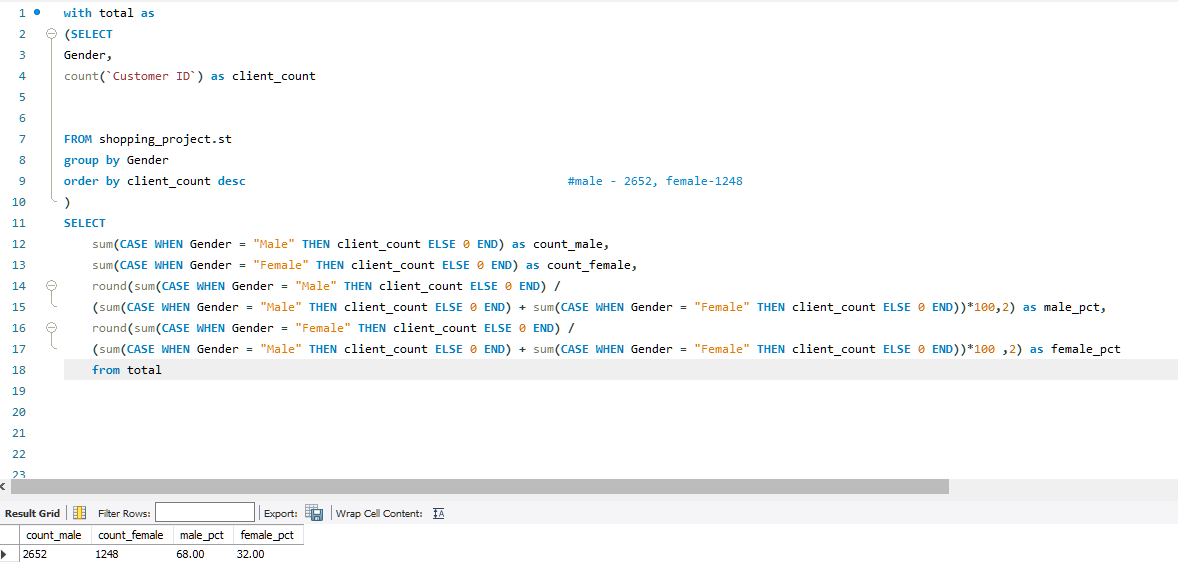 1 with total as
2 (SELECT
3 Gender,
4 count(`Customer ID`) as client_count
5
6
7 FROM shopping_project.st
8 group by Gender
9 order by client_count desc #male - 2652, female-1248
10 )
11 SELECT
12 sum(CASE WHEN Gender = "Male" THEN client_count ELSE 0 END) as count_male,
13 sum(CASE WHEN Gender = "Female" THEN client_count ELSE 0 END) as count_female,
14 round(sum(CASE WHEN Gender = "Male" THEN client_count ELSE 0 END) /
15 (sum(CASE WHEN Gender = "Male" THEN client_count ELSE 0 END) + sum(CASE WHEN Gender = "Female" THEN client_count ELSE 0 END))*100,2) as male_pct,
16 round(sum(CASE WHEN Gender = "Female" THEN client_count ELSE 0 END) /
17 (sum(CASE WHEN Gender = "Male" THEN client_count ELSE 0 END) + sum(CASE WHEN Gender = "Female" THEN client_count ELSE 0 END))*100 ,2) as female_pct
18 from total
19
20
21
22
23
Result Grid Filter Rows: Export: Wrap Cell Content:
count_male count_female male_pct female_pct
2652 1248 68.00 32.00